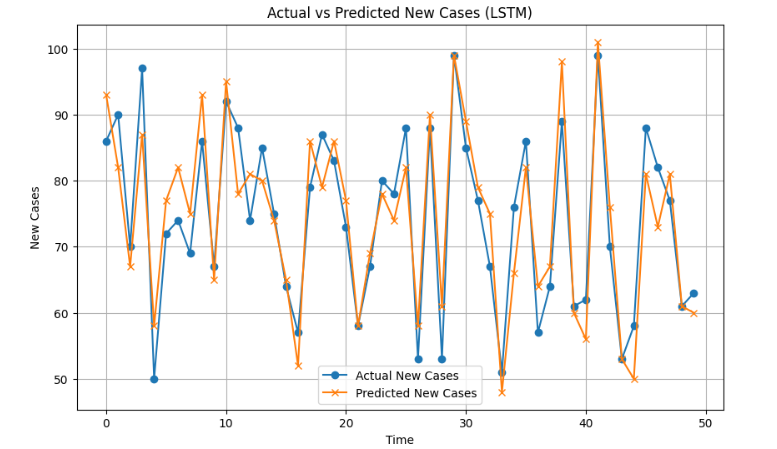 Actual vs Predicted New Cases (LSTM)
100
90
80
70
60
50
New Cases
Actual New Cases
Predicted New Cases
0 10 20 30 40 50
Time